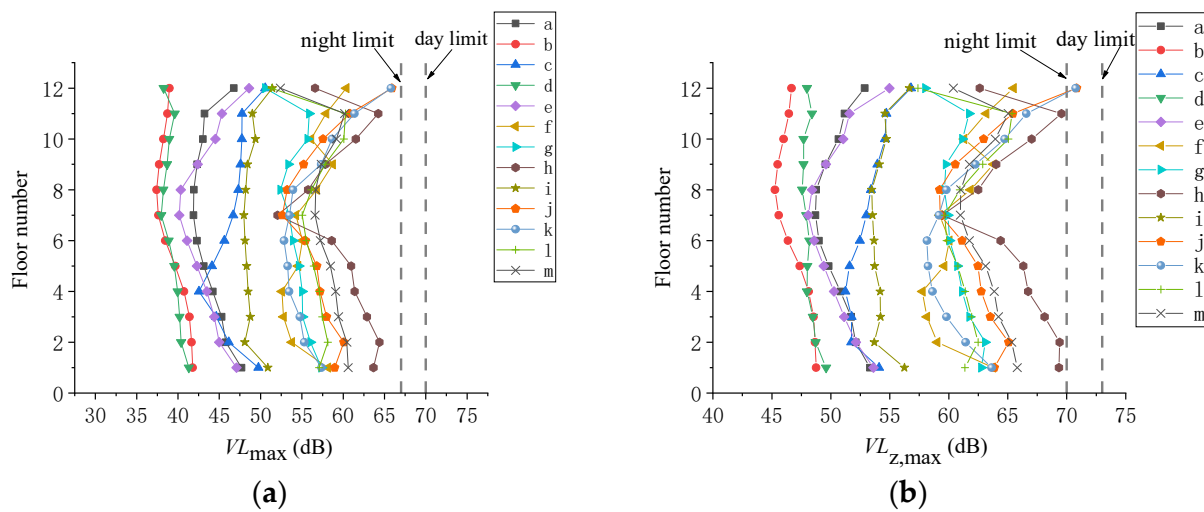 night limit
day limit
a
b
c
d
e
f
g
h
i
j
k
l
m
12
10
8
6
4
2
0
Floor number
30 35 40 45 50 55 60 65 70 75
VLmax (dB)
(a)
night limit
day limit
a
b
c
d
e
f
g
h
i
j
k
l
m
12
10
8
6
4
2
0
Floor number
40 45 50 55 60 65 70 75
VLz,max (dB)
(b)